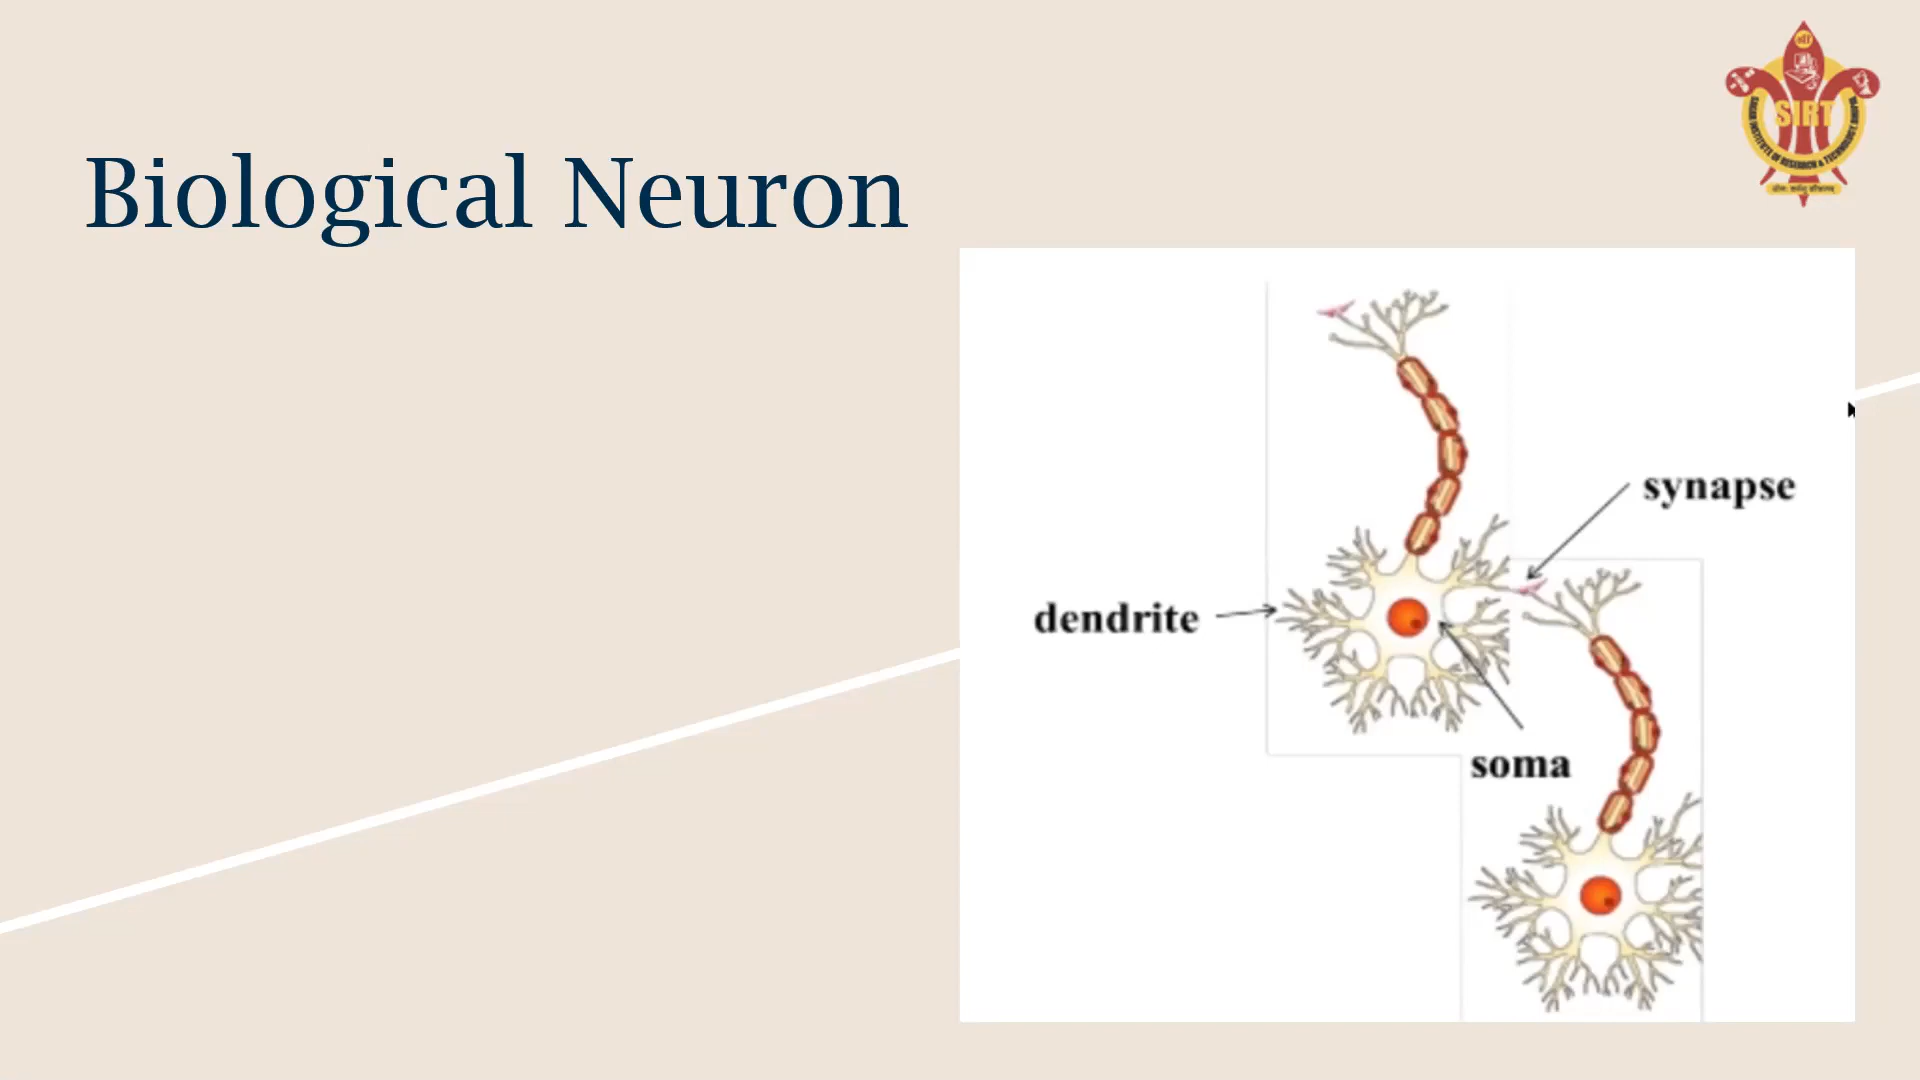 SIRT
Biological Neuron
synapse
dendrite
soma